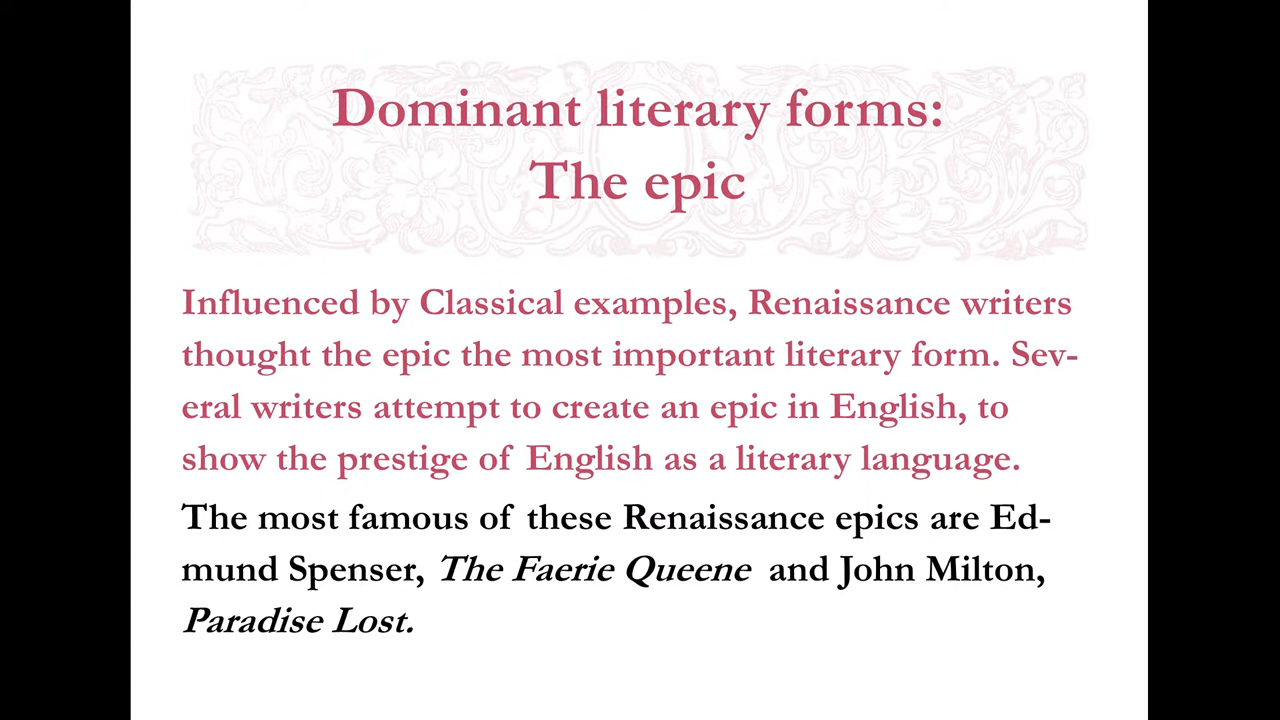 Dominant literary forms:
The epic
Influenced by Classical examples, Renaissance writers
thought the epic the most important literary form. Sev-
eral writers attempt to create an epic in English, to
show the prestige of English as a literary language.
The most famous of these Renaissance epics are Ed-
mund Spenser, The Faerie Queene and John Milton,
Paradise Lost.